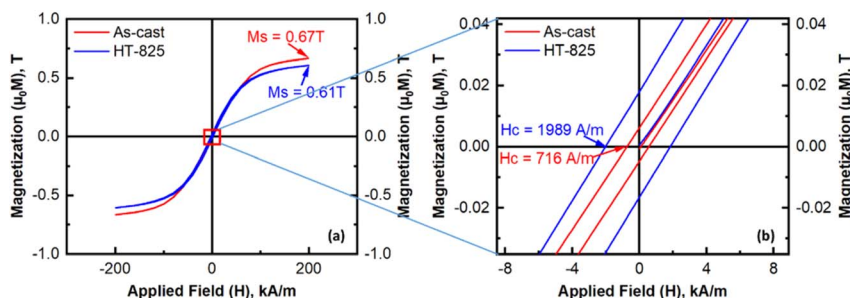 1.0
0.5
0.0
-0.5
-1.0
Magnetization (μ₀M), T
As-cast
HT-825
Ms = 0.67T
Ms = 0.61T
(a)
1.0
0.5
0.0
-0.5
-1.0
Magnetization (μ₀M), T
-200
0
200
Applied Field (H), kA/m
0.04
0.02
0.00
-0.02
Magnetization (μ₀M), T
As-cast
HT-825
Hc = 1989 A/m
Hc = 716 A/m
(b)
0.04
0.02
0.00
-0.02
Magnetization (μ₀M), T
-8
-4
0
4
8
Applied Field (H), kA/m